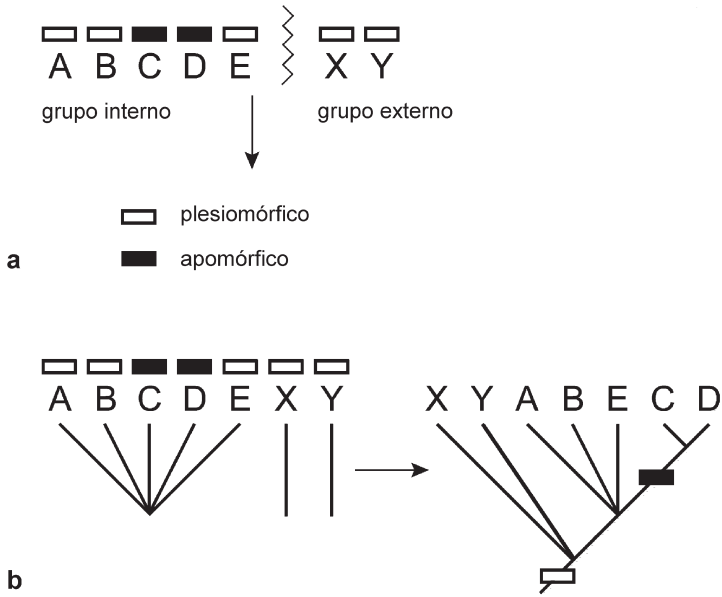 A B C D E X Y
grupo interno grupo externo
plesiomórfico
a apomórfico
A B C D E X Y X Y A B E C D
b